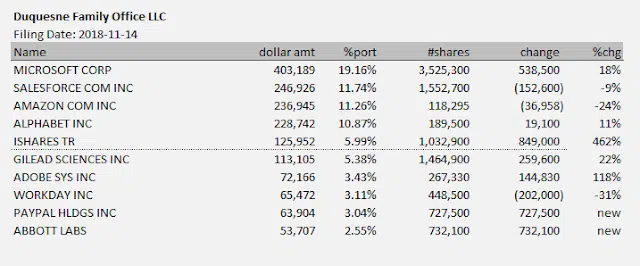 Duquesne Family Office LLC
Filing Date: 2018-11-14
Name dollar amt %port #shares change %chg
MICROSOFT CORP 403,189 19.16% 3,525,300 538,500 18%
SALESFORCE COM INC 246,926 11.74% 1,552,700 (152,600) -9%
AMAZON COM INC 236,945 11.26% 118,295 (36,958) -24%
ALPHABET INC 228,742 10.87% 189,500 19,100 11%
ISHARES TR 125,952 5.99% 1,032,900 849,000 462%
GILEAD SCIENCES INC 113,105 5.38% 1,464,900 259,600 22%
ADOBE SYS INC 72,166 3.43% 267,330 144,830 118%
WORKDAY INC 65,472 3.11% 448,500 (202,000) -31%
PAYPAL HLDGS INC 63,904 3.04% 727,500 727,500 new
ABBOTT LABS 53,707 2.55% 732,100 732,100 new